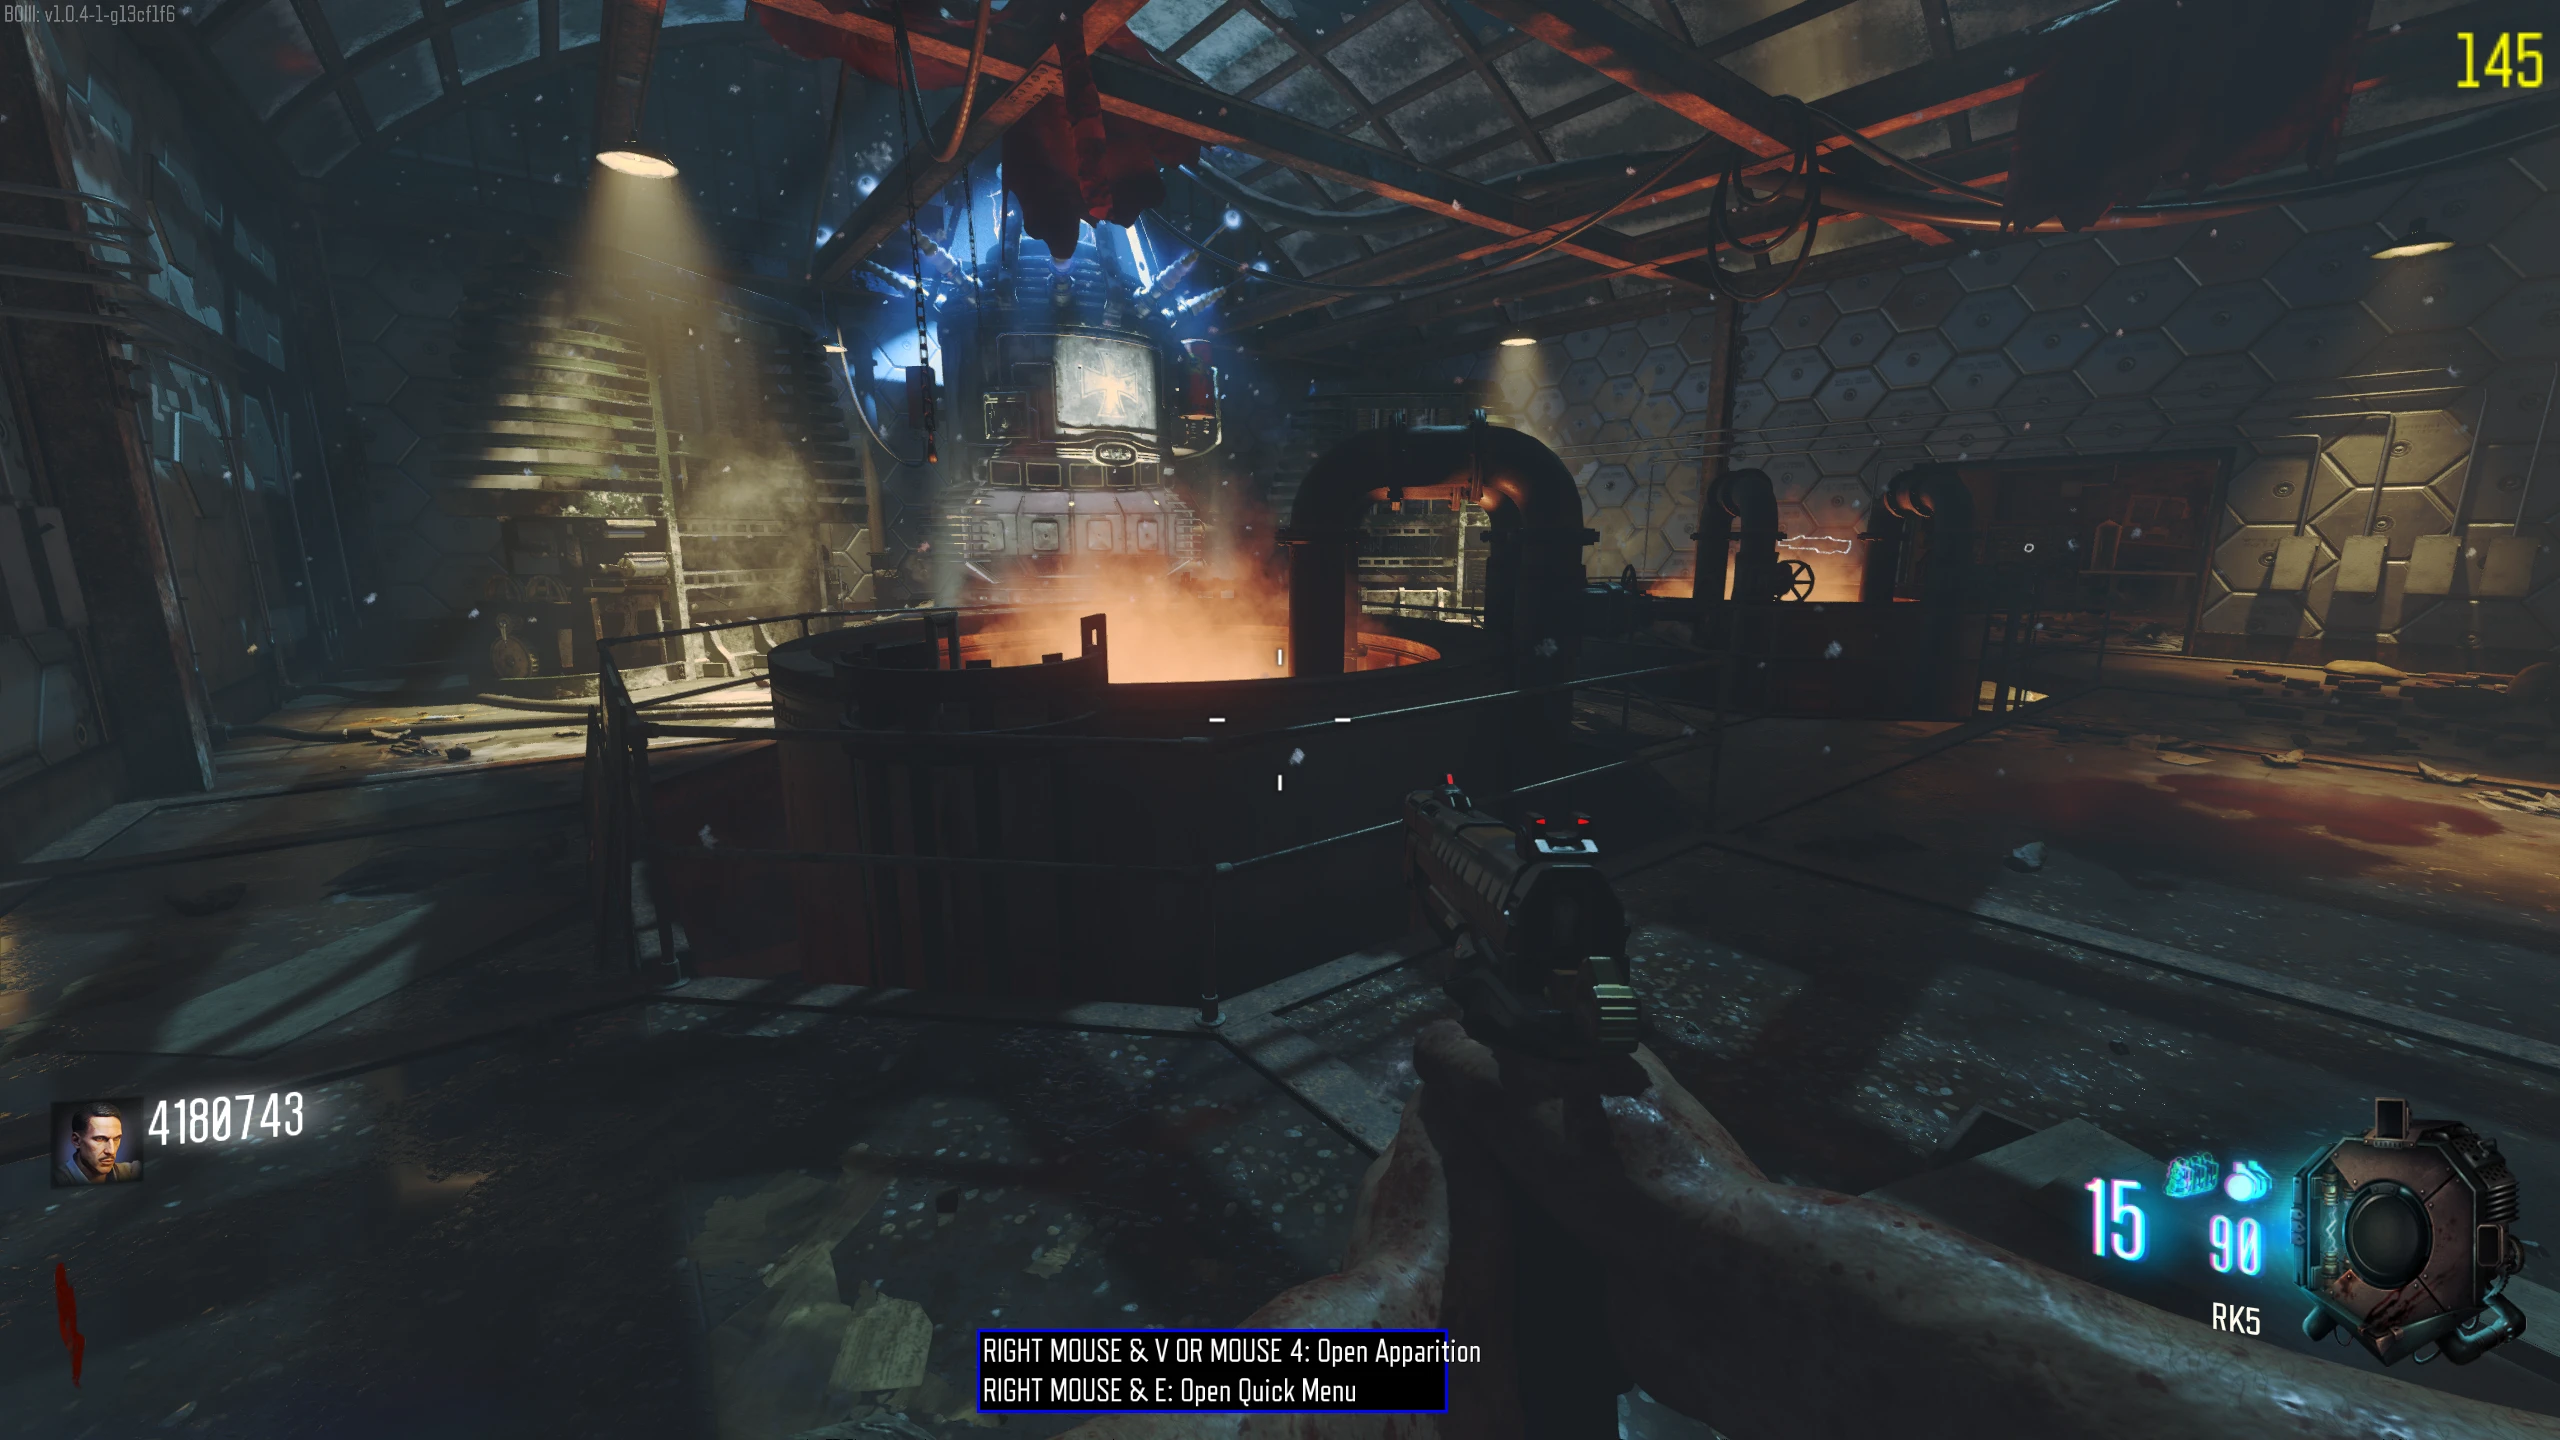 BOIII: v1.0.4-1-g13cf1f6
145
4180743
15
90
RK5
RIGHT MOUSE & V OR MOUSE 4: Open Apparition
RIGHT MOUSE & E: Open Quick Menu